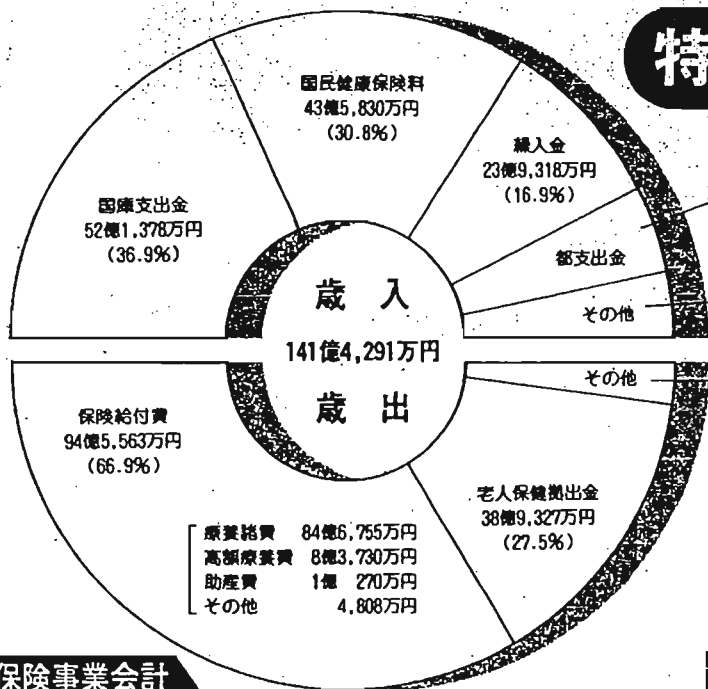 特
国民健康保険料
43億5,830万円
(30.8%)
繰入金
23億9,318万円
(16.9%)
国庫支出金
52億1,378万円
(36.9%)
都支出金
その他
歳入
141億4,291万円
歳出
その他
保険給付費
94億5,563万円
(66.9%)
老人保健拠出金
38億9,327万円
(27.5%)
療養諸費 84億6,755万円
高額療養費 8億3,730万円
助産費 1億 270万円
その他 4,808万円
保険事業会計